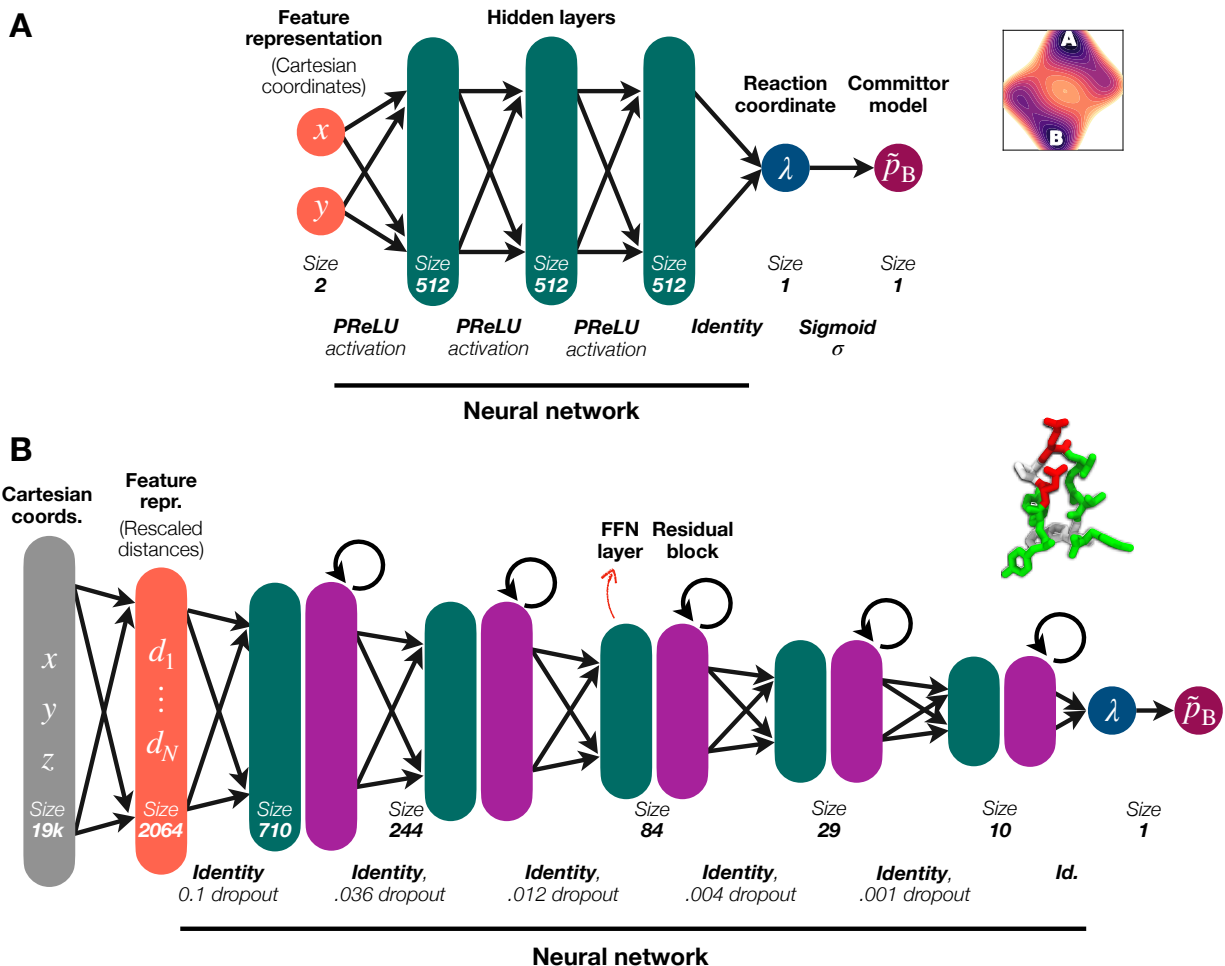 A
Feature
representation
(Cartesian
coordinates)
Hidden layers
Reaction
coordinate
Committor
model
A
B
x
y
λ
p̃B
Size
2
Size
512
Size
512
Size
512
Size
1
Size
1
PReLU
activation
PReLU
activation
PReLU
activation
Identity
Sigmoid
σ
Neural network
B
Cartesian
coords.
Feature
repr.
(Rescaled
distances)
FFN
layer
Residual
block
x
y
z
d1
⋮
dN
λ
p̃B
Size
19k
Size
2064
Size
710
Size
244
Size
84
Size
29
Size
10
Size
1
Identity
0.1 dropout
Identity,
.036 dropout
Identity,
.012 dropout
Identity,
.004 dropout
Identity,
.001 dropout
Id.
Neural network